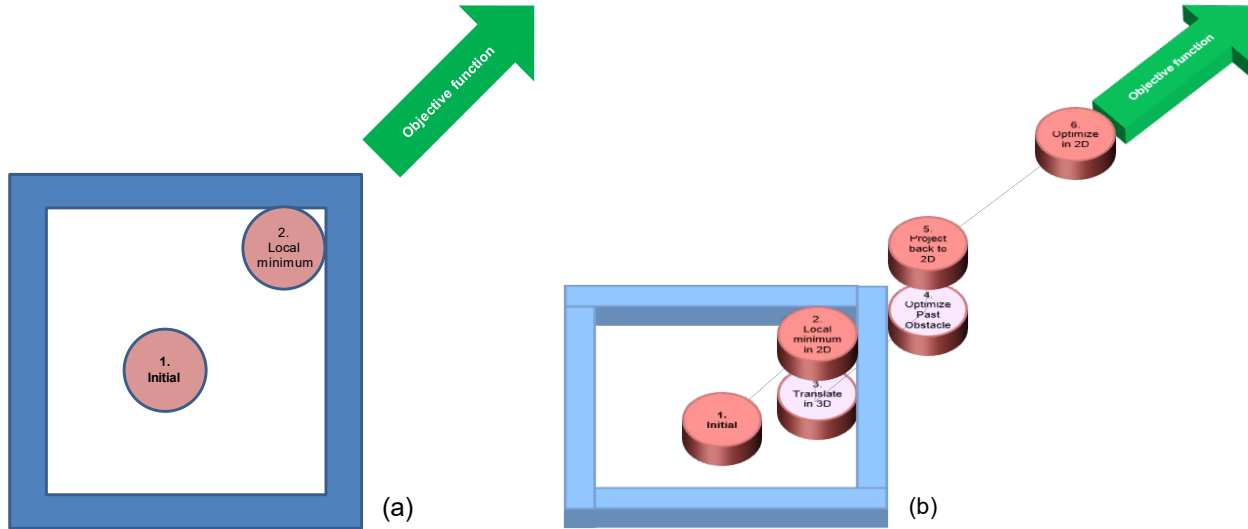 Objective function
2.
Local
minimum
1.
Initial
(a)
Objective function
6.
Optimize
in 2D
5.
Project
back to
2D
4.
Optimize
Past
Obstacle
2.
Local
minimum
in 2D
3.
Translate
in 3D
1.
Initial
(b)